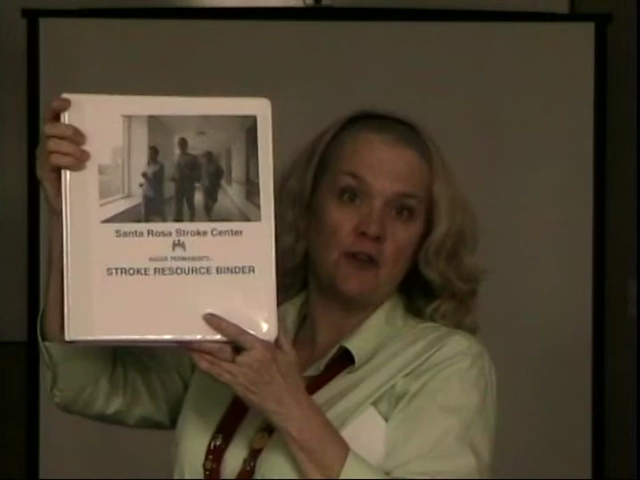 Santa Rosa Stroke Center
KAISER PERMANENTE.
STROKE RESOURCE BINDER